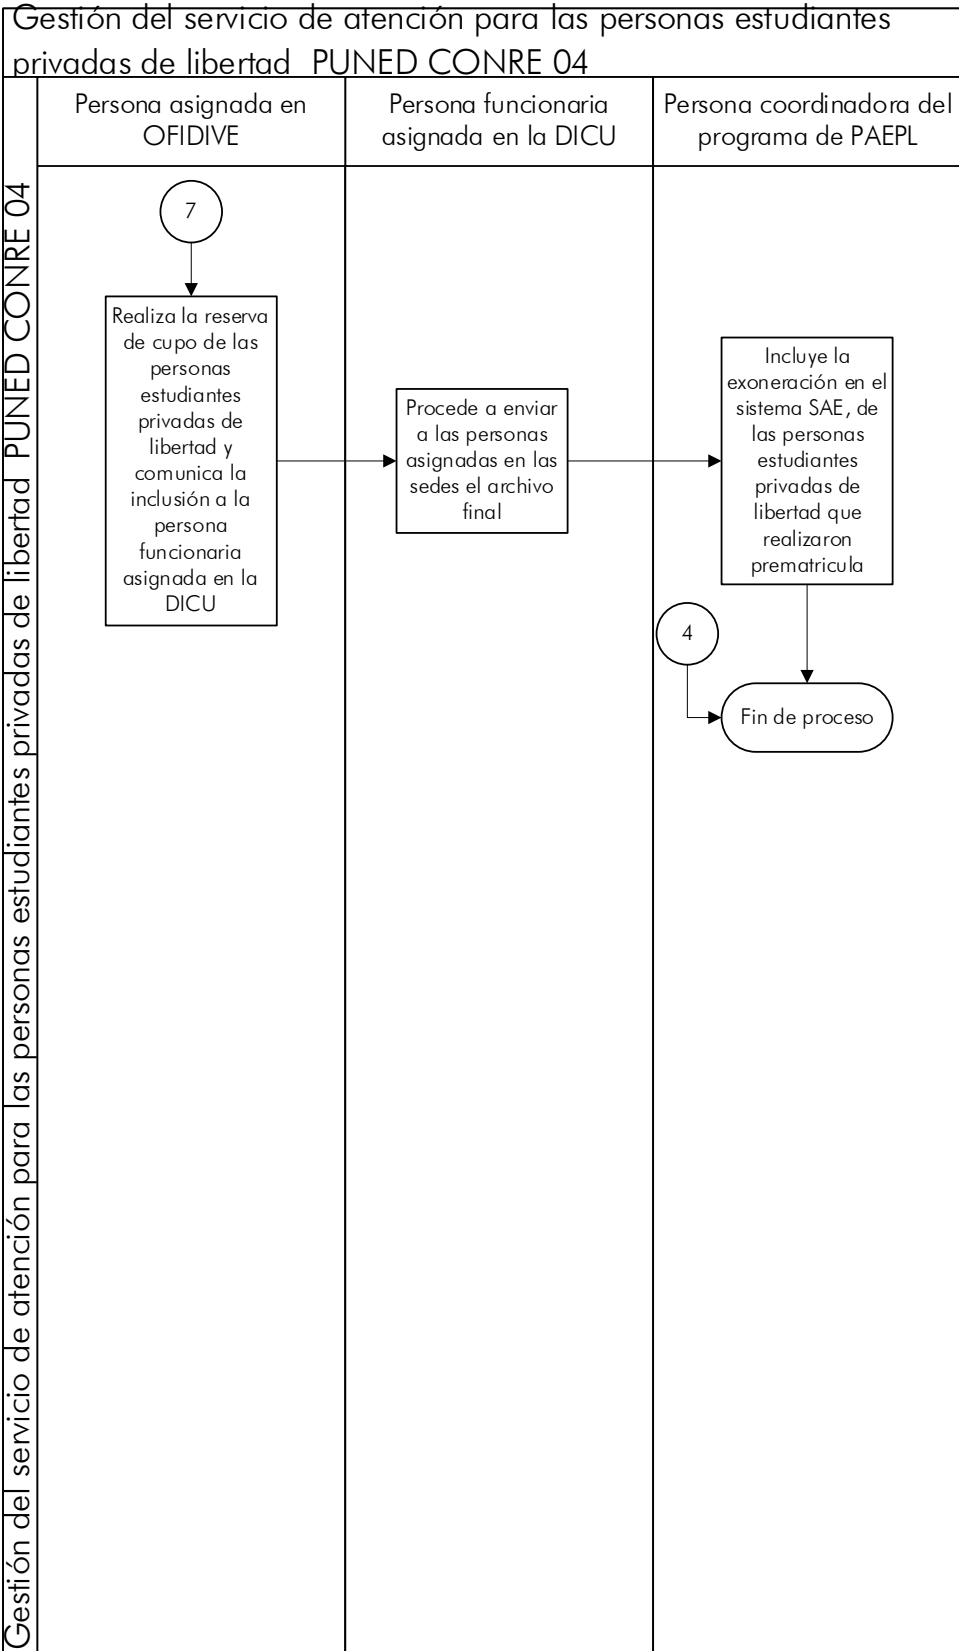 Gestión del servicio de atención para las personas estudiantes
privadas de libertad  PUNED CONRE 04
Gestión del servicio de atención para las personas estudiantes privadas de libertad  PUNED CONRE 04
Persona asignada en
OFIDIVE
Persona funcionaria
asignada en la DICU
Persona coordinadora del
programa de PAEPL
7
Realiza la reserva
de cupo de las
personas
estudiantes
privadas de
libertad y
comunica la
inclusión a la
persona
funcionaria
asignada en la
DICU
Procede a enviar
a las personas
asignadas en las
sedes el archivo
final
Incluye la
exoneración en el
sistema SAE, de
las personas
estudiantes
privadas de
libertad que
realizaron
prematricula
4
Fin de proceso